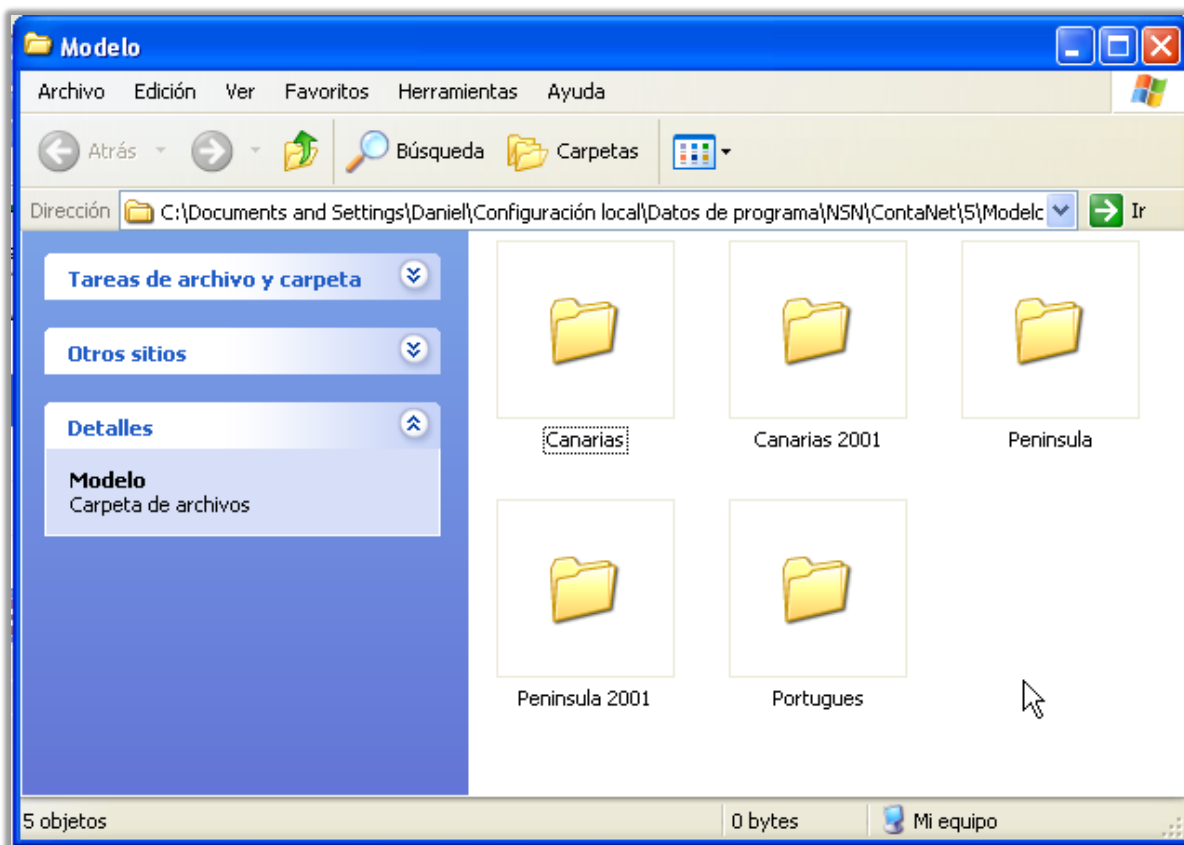 Modelo
Archivo Edición Ver Favoritos Herramientas Ayuda
Atrás Búsqueda Carpetas
Dirección C:\Documents and Settings\Daniel\Configuración local\Datos de programa\NSN\ContaNet\5\Modelo Ir
Tareas de archivo y carpeta
Otros sitios
Detalles
Modelo
Carpeta de archivos
Canarias Canarias 2001 Peninsula
Peninsula 2001 Portugues
5 objetos 0 bytes Mi equipo